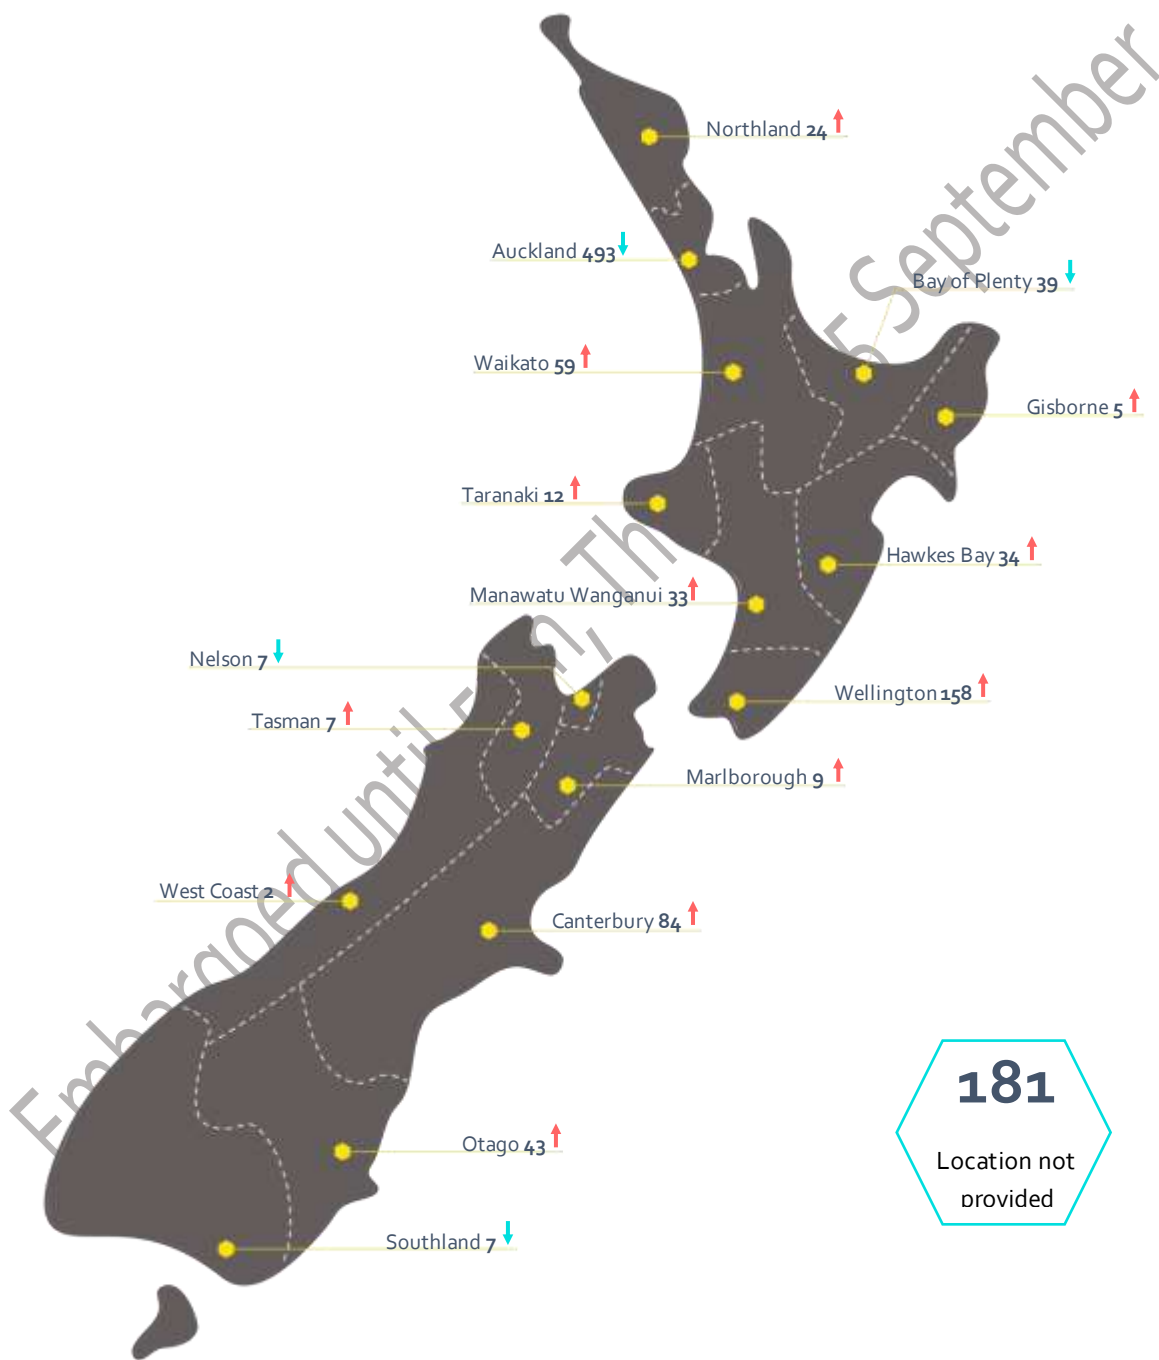 Northland 24
Auckland 493
Bay of Plenty 39
Waikato 59
Gisborne 5
Taranaki 12
Hawkes Bay 34
Manawatu Wanganui 33
Nelson 7
Wellington 158
Tasman 7
Marlborough 9
West Coast 2
Canterbury 84
Otago 43
Southland 7
181
Location not
provided
Embargoed until 5 September